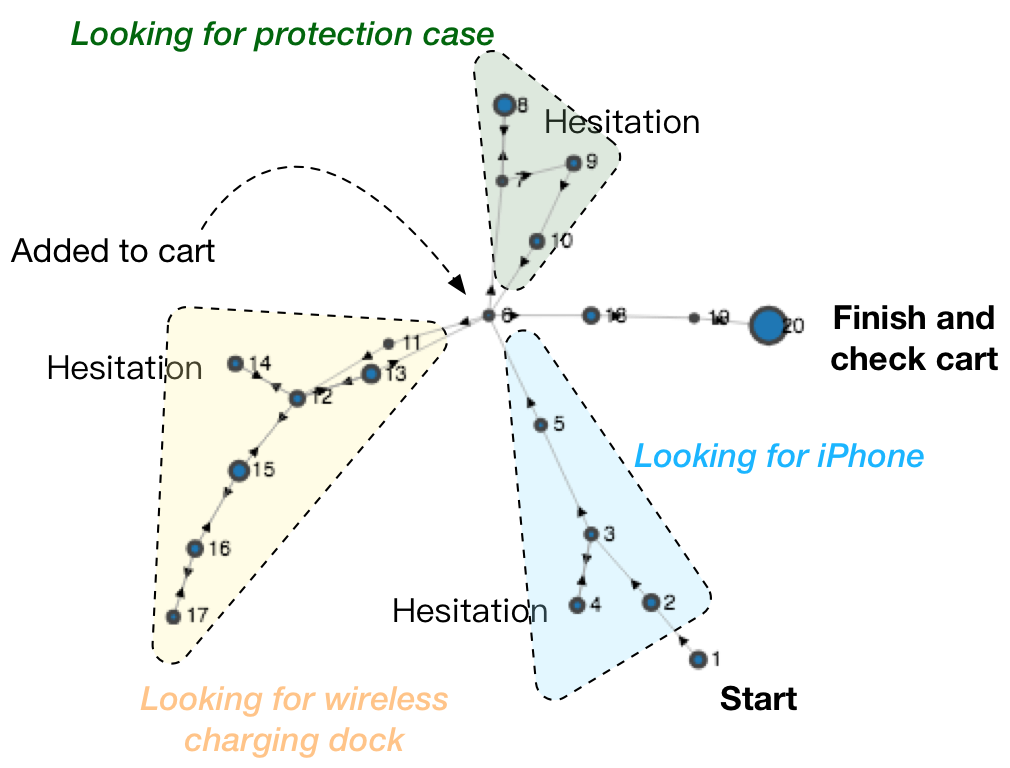 Looking for protection case
8
Hesitation
9
7
10
Added to cart
6
18
19
20
Finish and
check cart
11
14
Hesitation
13
12
5
Looking for iPhone
15
3
16
4
2
Hesitation
17
1
Start
Looking for wireless
charging dock